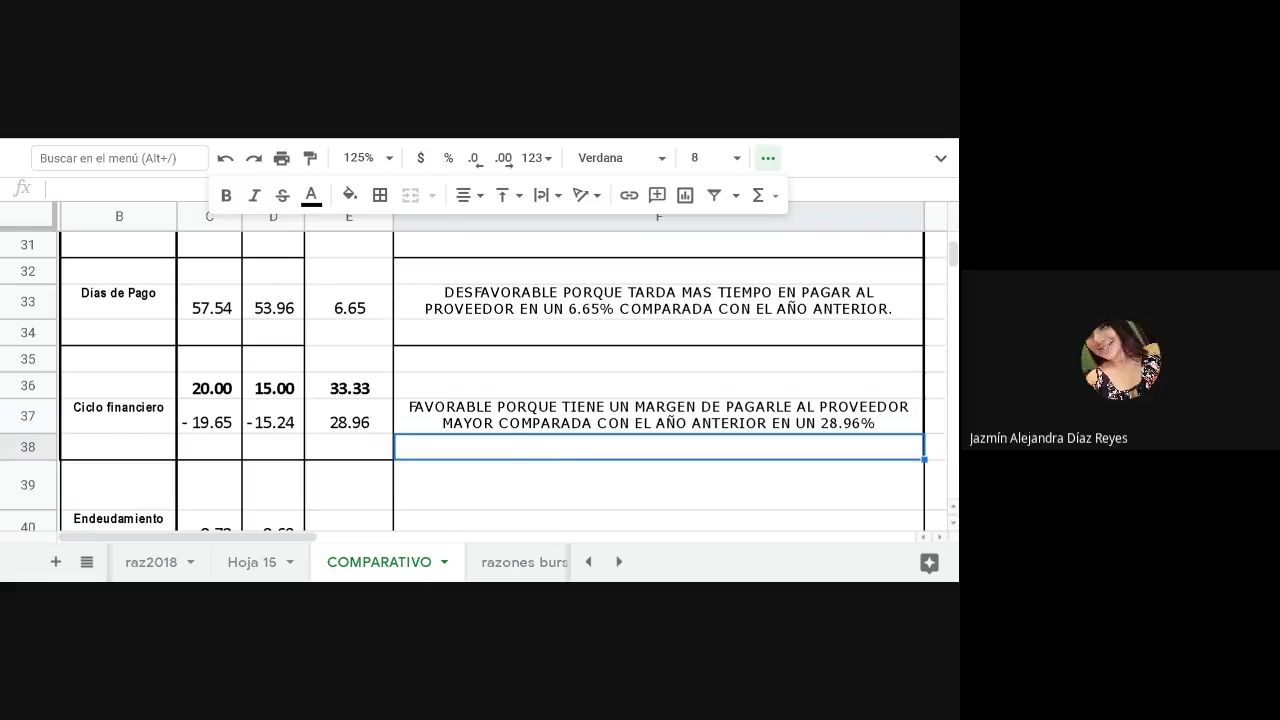 Buscar en el menú (Alt+/)
125%
$
%
.0
.00
123
Verdana
8
fx
B
I
S
A
Σ
B
C
D
E
F
31
32
33
34
35
36
37
38
39
40
Dias de Pago
57.54
53.96
6.65
DESFAVORABLE PORQUE TARDA MAS TIEMPO EN PAGAR AL
PROVEEDOR EN UN 6.65% COMPARADA CON EL AÑO ANTERIOR.
20.00
15.00
33.33
Ciclo financiero
- 19.65
-15.24
28.96
FAVORABLE PORQUE TIENE UN MARGEN DE PAGARLE AL PROVEEDOR
MAYOR COMPARADA CON EL AÑO ANTERIOR EN UN 28.96%
Endeudamiento
raz2018
Hoja 15
COMPARATIVO
razones burs
Jazmín Alejandra Díaz Reyes